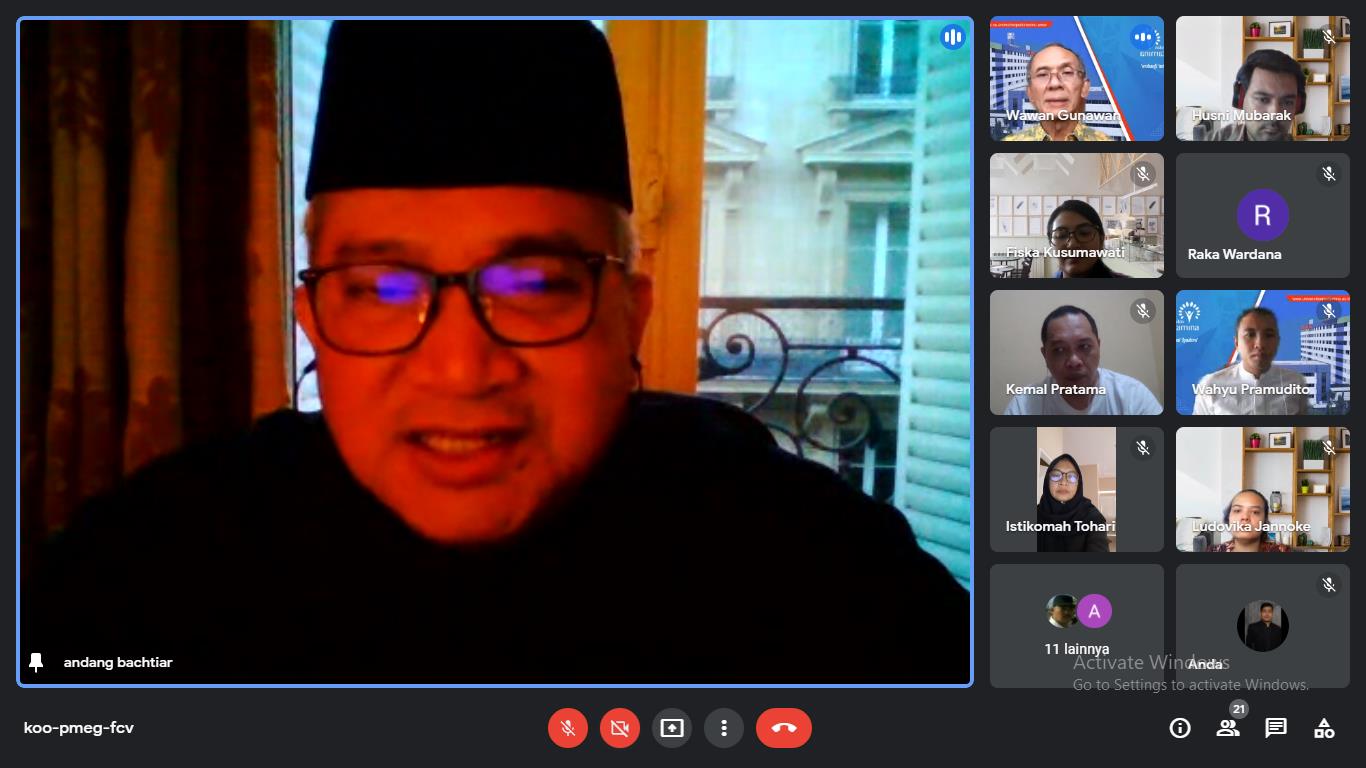 andang bachtiar
Wawan Gunawan
Husni Mubarak
Fiska Kusumawati
R
Raka Wardana
Kemal Pratama
Wahyu Pramudito
Istikomah Tohari
Ludovika Jannoke
A
11 lainnya
Anda
Activate Windows
Go to Settings to activate Windows.
koo-pmeg-fcv
21